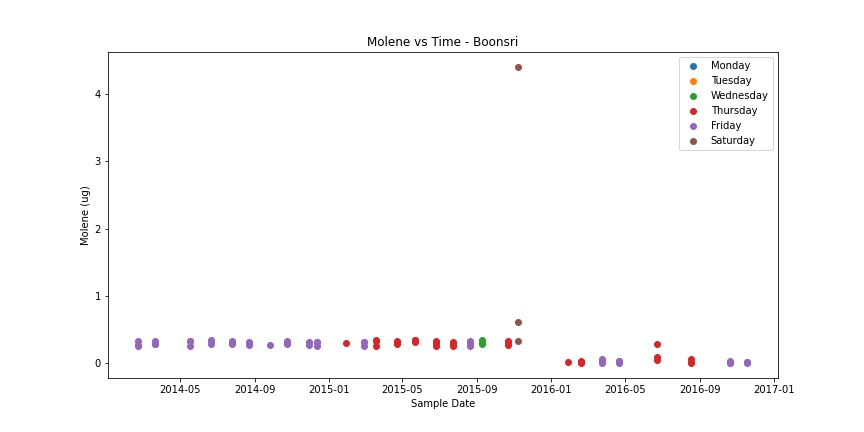 Molene vs Time - Boonsri
Monday
Tuesday
Wednesday
Thursday
Friday
Saturday
4
3
2
1
0
Molene (ug)
2014-05
2014-09
2015-01
2015-05
2015-09
2016-01
2016-05
2016-09
2017-01
Sample Date